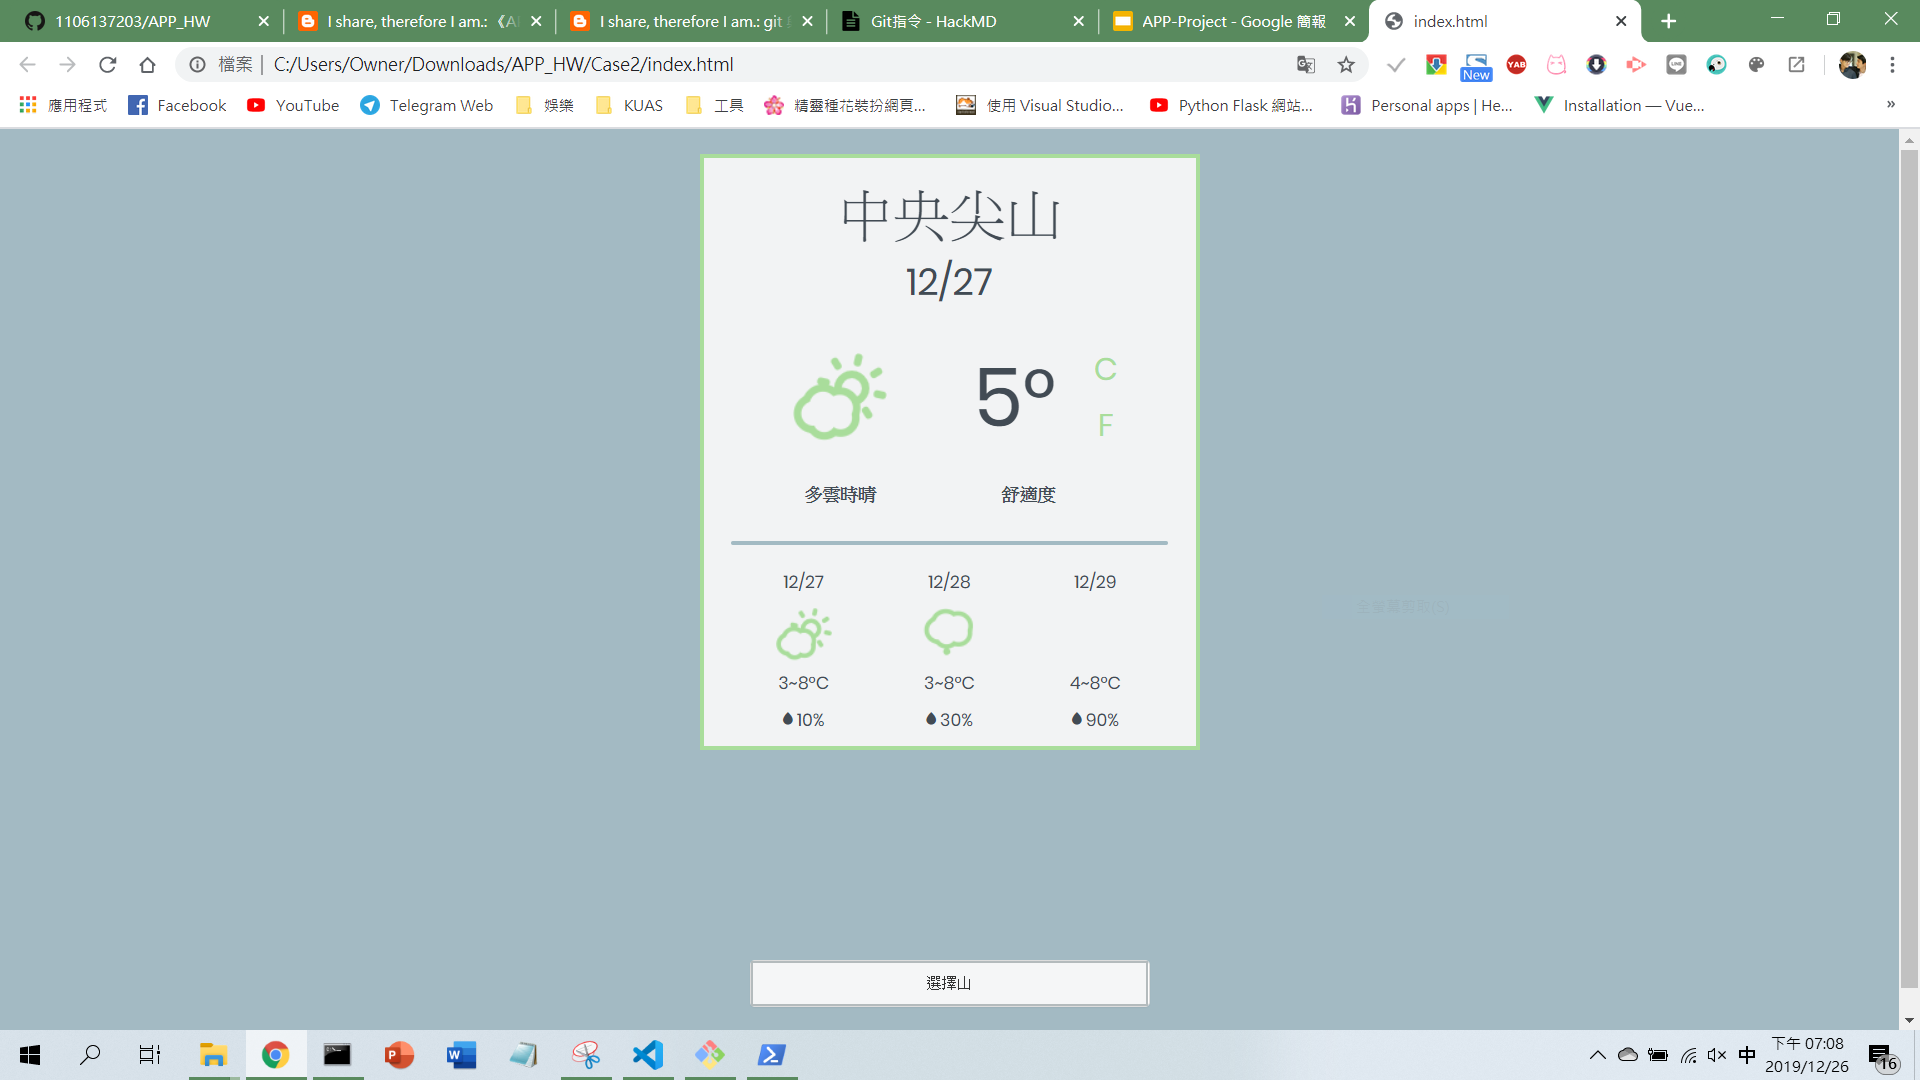 1106137203/APP_HW
I share, therefore I am.: 《A
I share, therefore I am.: git
Git指令 - HackMD
APP-Project - Google 簡報
index.html
檔案
C:/Users/Owner/Downloads/APP_HW/Case2/index.html
New
YAB
應用程式
Facebook
YouTube
Telegram Web
娛樂
KUAS
工具
精靈種花裝扮網頁...
使用 Visual Studio...
Python Flask 網站...
Personal apps | He...
Installation — Vue...
»
中央尖山
12/27
5°
C
F
多雲時晴
舒適度
12/27
12/28
12/29
3~8°C
3~8°C
4~8°C
10%
30%
90%
選擇山
中
下午 07:08
2019/12/26
16